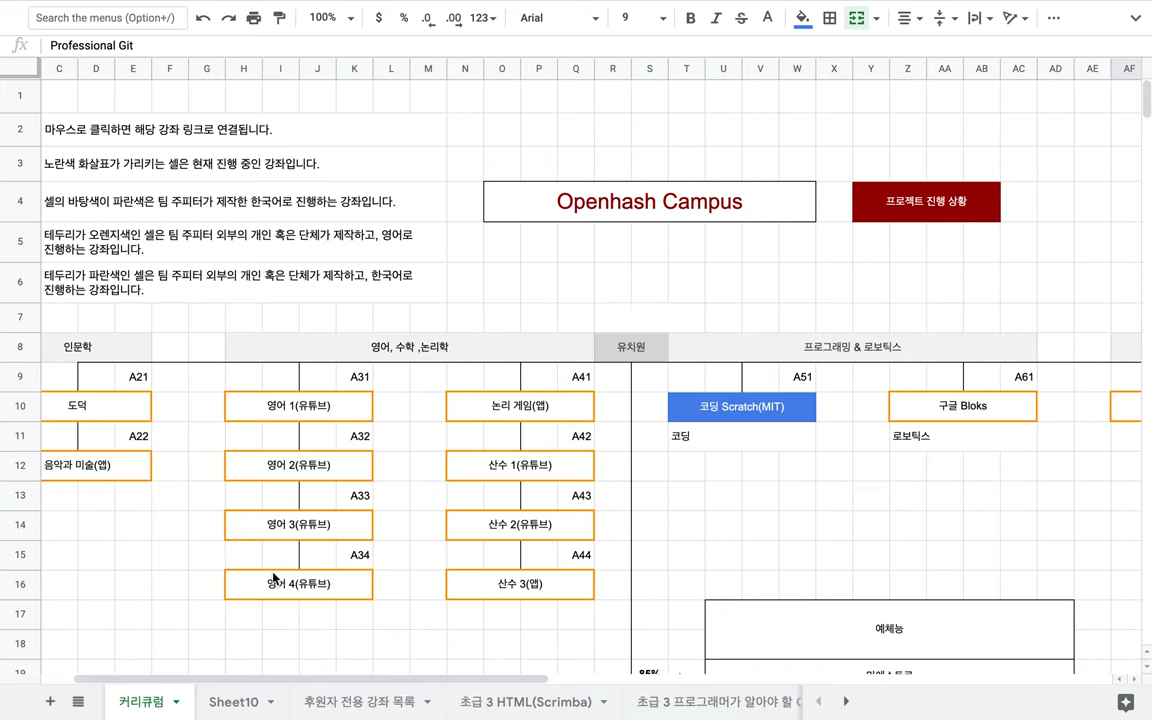 Search the menus (Option+/)
100%
$
%
.0
.00
123
Arial
9
B
I
S
A
fx
Professional Git
C D E F G H I J K L M N O P Q R S T U V W X Y Z AA AB AC AD AE AF
1
2
마우스로 클릭하면 해당 강좌 링크로 연결됩니다.
3
노란색 화살표가 가리키는 셀은 현재 진행 중인 강좌입니다.
4
셀의 바탕색이 파란색은 팀 주피터가 제작한 한국어로 진행하는 강좌입니다.
Openhash Campus
프로젝트 진행 상황
5
테두리가 오렌지색인 셀은 팀 주피터 외부의 개인 혹은 단체가 제작하고, 영어로
진행하는 강좌입니다.
6
테두리가 파란색인 셀은 팀 주피터 외부의 개인 혹은 단체가 제작하고, 한국어로
진행하는 강좌입니다.
7
8
인문학
영어, 수학 ,논리학
유치원
프로그래밍 & 로보틱스
9
A21
A31
A41
A51
A61
10
도덕
영어 1(유튜브)
논리 게임(앱)
코딩 Scratch(MIT)
구글 Bloks
11
A22
A32
A42
코딩
로보틱스
12
음악과 미술(앱)
영어 2(유튜브)
산수 1(유튜브)
13
A33
A43
14
영어 3(유튜브)
산수 2(유튜브)
15
A34
A44
16
영어 4(유튜브)
산수 3(앱)
17
예체능
18
19
85%
커리큐럼
Sheet10
후원자 전용 강좌 목록
초급 3 HTML(Scrimba)
초급 3 프로그래머가 알아야 할